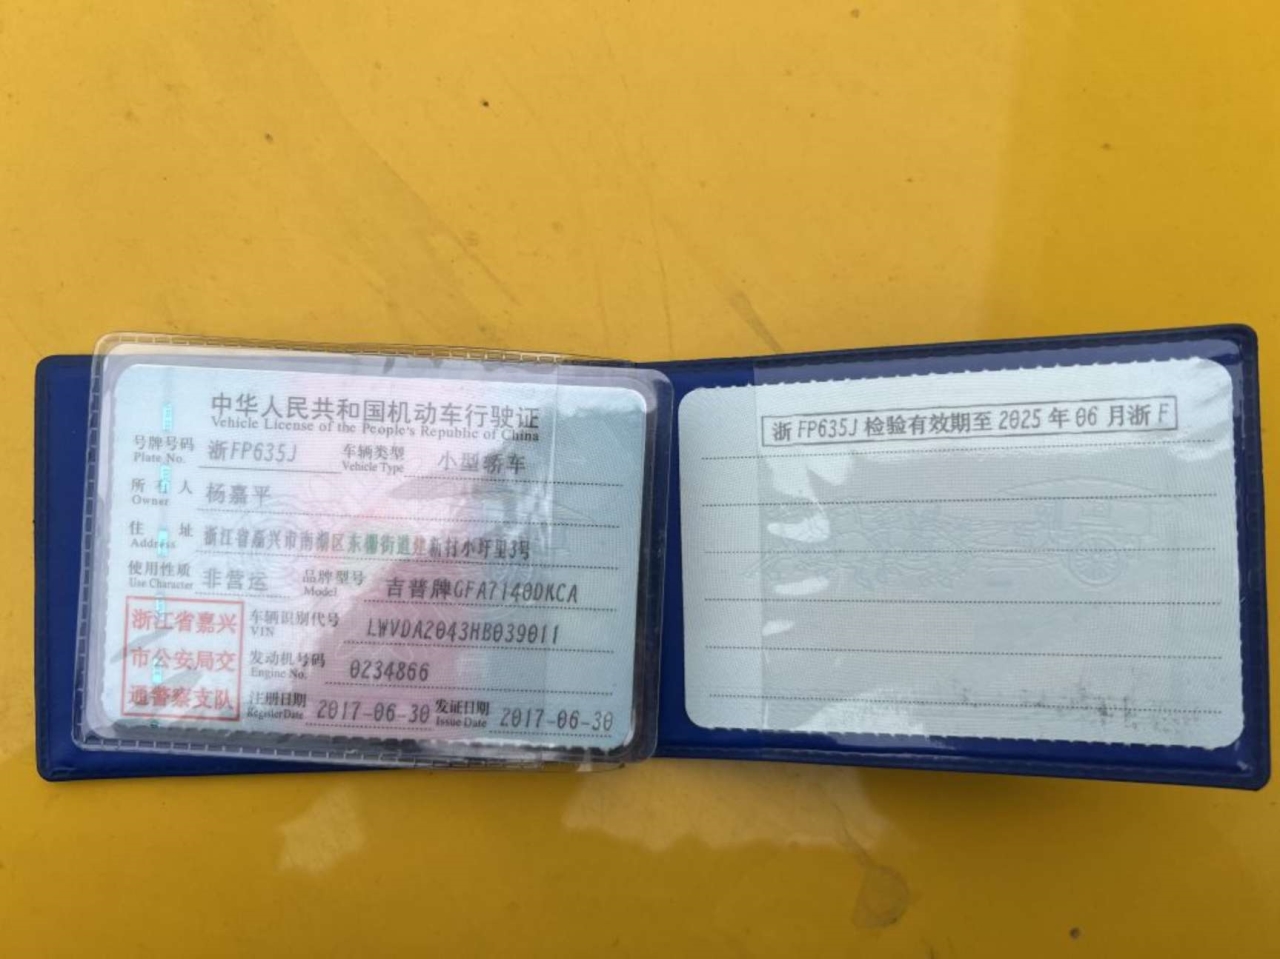 中华人民共和国机动车行驶证
Vehicle License of the People's Republic of China
号牌号码 浙FP635J 车辆类型 小型轿车
Plate No. Vehicle Type
所有人 杨嘉平
Owner
住址 浙江省嘉兴市南湖区东栅街道建新村小圩里3号
Address
使用性质 非营运 品牌型号 吉普牌GFA7140DKCA
Use Character Model
浙江省嘉兴
市公安局交
通警察支队
车辆识别代号 LWVDA2043HB039011
VIN
发动机号码 0234866
Engine No.
注册日期 2017-06-30 发证日期 2017-06-30
Register Date Issue Date
浙FP635J 检验有效期至 2025 年 06 月浙 F